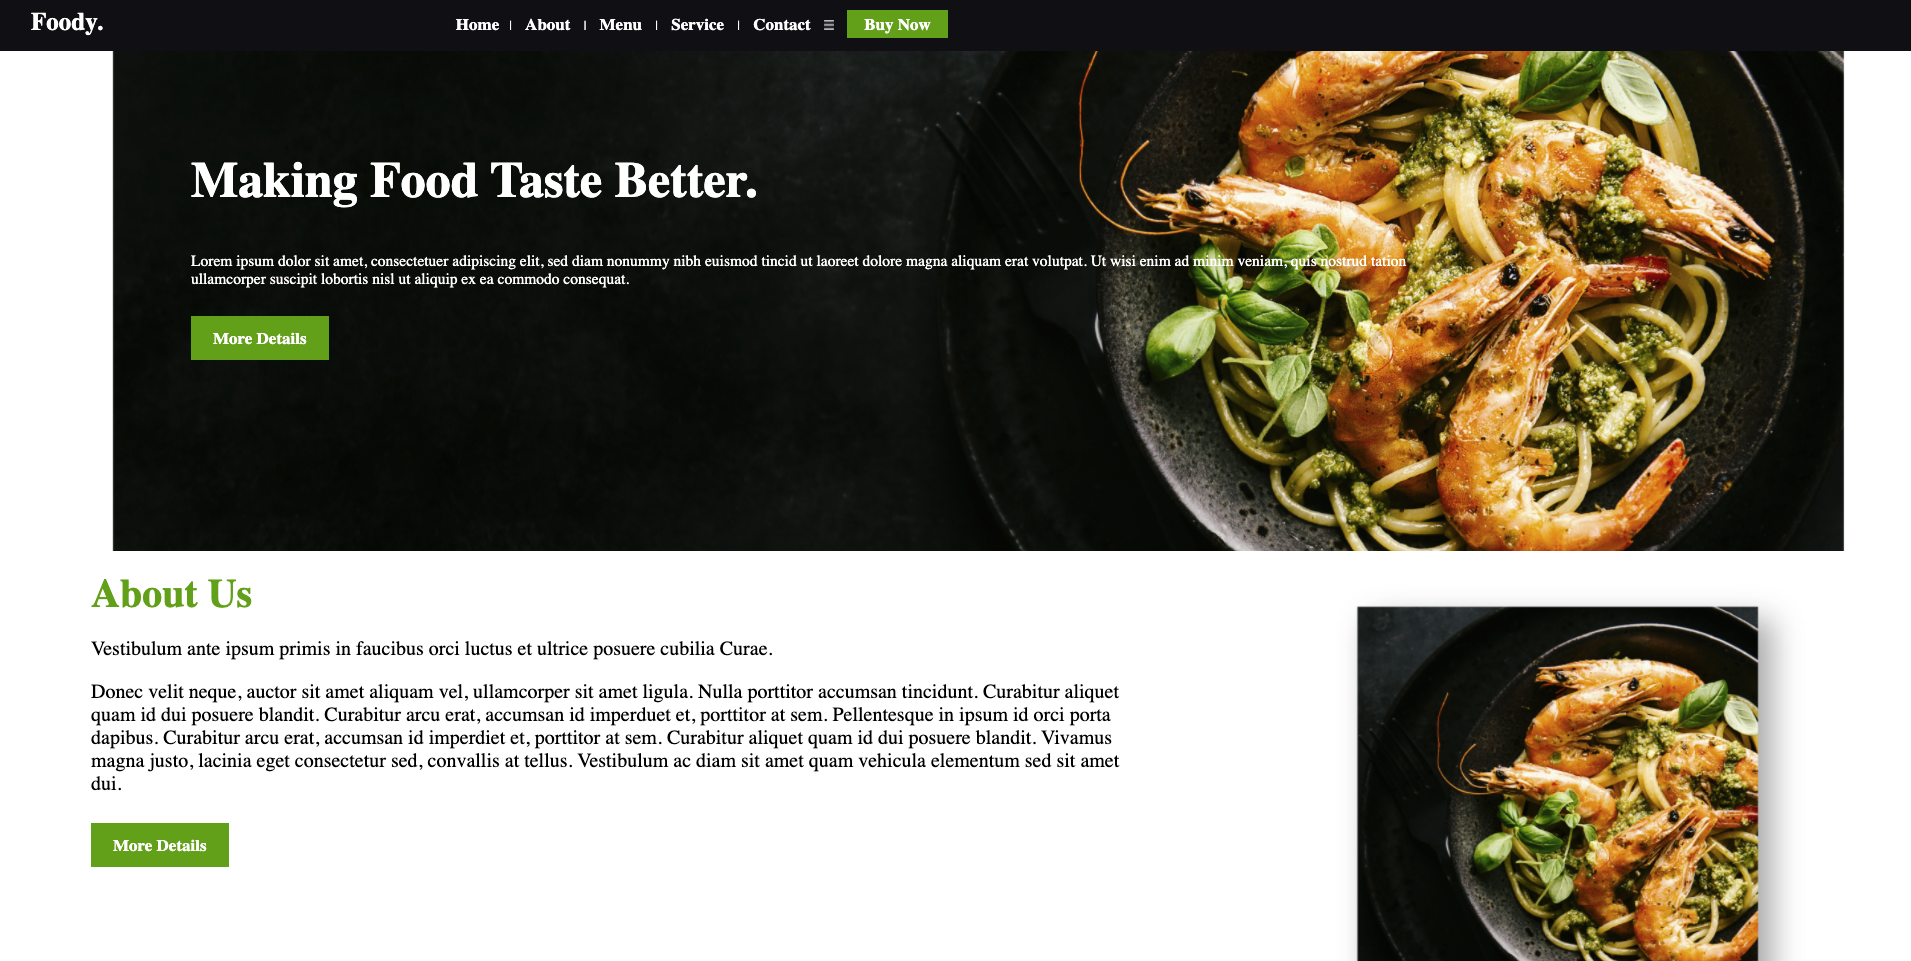 Foody.
Home | About | Menu | Service | Contact ☰ Buy Now
Making Food Taste Better.
Lorem ipsum dolor sit amet, consectetuer adipiscing elit, sed diam nonummy nibh euismod tincid ut laoreet dolore magna aliquam erat volutpat. Ut wisi enim ad minim veniam, quis nostrud tation
ullamcorper suscipit lobortis nisl ut aliquip ex ea commodo consequat.
More Details
About Us
Vestibulum ante ipsum primis in faucibus orci luctus et ultrice posuere cubilia Curae.
Donec velit neque, auctor sit amet aliquam vel, ullamcorper sit amet ligula. Nulla porttitor accumsan tincidunt. Curabitur aliquet
quam id dui posuere blandit. Curabitur arcu erat, accumsan id imperduet et, porttitor at sem. Pellentesque in ipsum id orci porta
dapibus. Curabitur arcu erat, accumsan id imperdiet et, porttitor at sem. Curabitur aliquet quam id dui posuere blandit. Vivamus
magna justo, lacinia eget consectetur sed, convallis at tellus. Vestibulum ac diam sit amet quam vehicula elementum sed sit amet
dui.
More Details